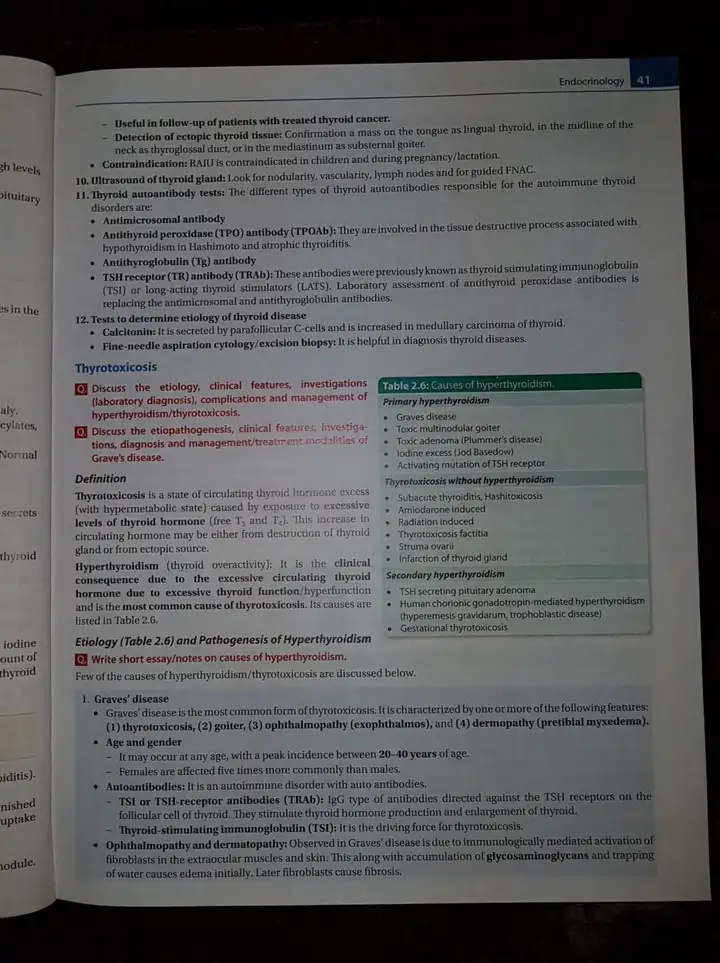 Endocrinology 41
– Useful in follow-up of patients with treated thyroid cancer.
– Detection of ectopic thyroid tissue: Confirmation a mass on the tongue as lingual thyroid, in the midline of the
neck as thyroglossal duct, or in the mediastinum as substernal goiter.
• Contraindication: RAIU is contraindicated in children and during pregnancy/lactation.
10. Ultrasound of thyroid gland: Look for nodularity, vascularity, lymph nodes and for guided FNAC.
11. Thyroid autoantibody tests: The different types of thyroid autoantibodies responsible for the autoimmune thyroid
disorders are:
• Antimicrosomal antibody
• Antithyroid peroxidase (TPO) antibody (TPOAb): They are involved in the tissue destructive process associated with
hypothyroidism in Hashimoto and atrophic thyroiditis.
• Antithyroglobulin (Tg) antibody
• TSH receptor (TR) antibody (TRAb): These antibodies were previously known as thyroid stimulating immunoglobulin
(TSI) or long-acting thyroid stimulators (LATS). Laboratory assessment of antithyroid peroxidase antibodies is
replacing the antimicrosomal and antithyroglobulin antibodies.
12. Tests to determine etiology of thyroid disease
• Calcitonin: It is secreted by parafollicular C-cells and is increased in medullary carcinoma of thyroid.
• Fine-needle aspiration cytology/excision biopsy: It is helpful in diagnosis thyroid diseases.
Thyrotoxicosis
Q. Discuss the etiology, clinical features, investigations
(laboratory diagnosis), complications and management of
hyperthyroidism/thyrotoxicosis.
Q. Discuss the etiopathogenesis, clinical features, investiga-
tions, diagnosis and management/treatment modalities of
Grave's disease.
Definition
Thyrotoxicosis is a state of circulating thyroid hormone excess
(with hypermetabolic state) caused by exposure to excessive
levels of thyroid hormone (free T3 and T4). This increase in
circulating hormone may be either from destruction of thyroid
gland or from ectopic source.
Hyperthyroidism (thyroid overactivity): It is the clinical
consequence due to the excessive circulating thyroid
hormone due to excessive thyroid function/hyperfunction
and is the most common cause of thyrotoxicosis. Its causes are
listed in Table 2.6.
Table 2.6: Causes of hyperthyroidism.
Primary hyperthyroidism
• Graves disease
• Toxic multinodular goiter
• Toxic adenoma (Plummer's disease)
• Iodine excess (Jod Basedow)
• Activating mutation of TSH receptor
Thyrotoxicosis without hyperthyroidism
• Subacute thyroiditis, Hashitoxicosis
• Amiodarone induced
• Radiation induced
• Thyrotoxicosis factitia
• Struma ovarii
• Infarction of thyroid gland
Secondary hyperthyroidism
• TSH secreting pituitary adenoma
• Human chorionic gonadotropin-mediated hyperthyroidism
(hyperemesis gravidarum, trophoblastic disease)
• Gestational thyrotoxicosis
Etiology (Table 2.6) and Pathogenesis of Hyperthyroidism
Q. Write short essay/notes on causes of hyperthyroidism.
Few of the causes of hyperthyroidism/thyrotoxicosis are discussed below.
1. Graves' disease
• Graves' disease is the most common form of thyrotoxicosis. It is characterized by one or more of the following features:
(1) thyrotoxicosis, (2) goiter, (3) ophthalmopathy (exophthalmos), and (4) dermopathy (pretibial myxedema).
• Age and gender
– It may occur at any age, with a peak incidence between 20–40 years of age.
– Females are affected five times more commonly than males.
• Autoantibodies: It is an autoimmune disorder with auto antibodies.
– TSI or TSH-receptor antibodies (TRAb): IgG type of antibodies directed against the TSH receptors on the
follicular cell of thyroid. They stimulate thyroid hormone production and enlargement of thyroid.
– Thyroid-stimulating immunoglobulin (TSI): It is the driving force for thyrotoxicosis.
• Ophthalmopathy and dermatopathy: Observed in Graves' disease is due to immunologically mediated activation of
fibroblasts in the extraocular muscles and skin. This along with accumulation of glycosaminoglycans and trapping
of water causes edema initially. Later fibroblasts cause fibrosis.
gh levels
pituitary
es in the
aly,
cylates,
Normal
secrets
thyroid
iodine
ount of
thyroid
oiditis).
nished
uptake
nodule,